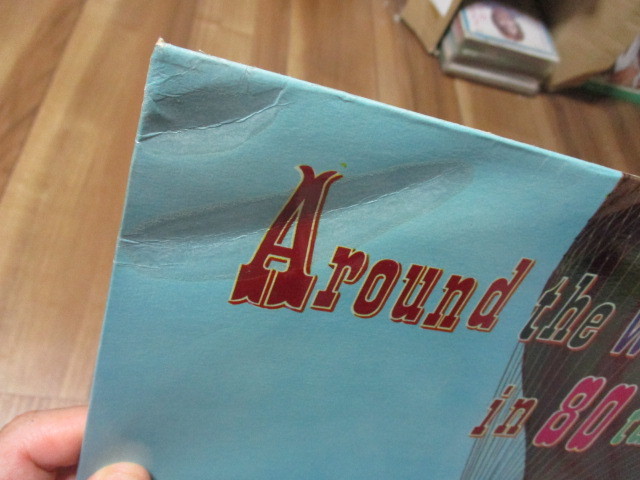 Around the
in 80